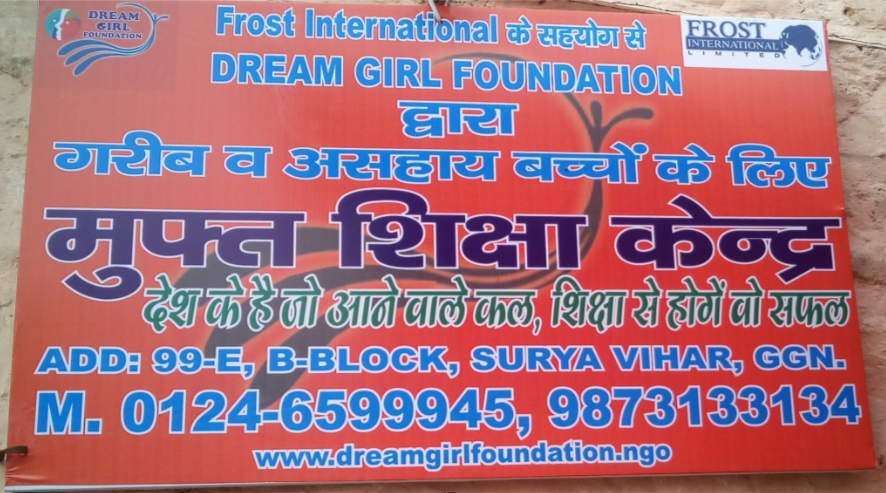 DREAM
GIRL
FOUNDATION
Frost International के सहयोग से
FROST
INTERNATIONAL
LIMITED
DREAM GIRL FOUNDATION
द्वारा
गरीब व असहाय बच्चों के लिए
मुफ्त शिक्षा केन्द्र
देश के है जो आने वाले कल, शिक्षा से होगें वो सफल
ADD: 99-E, B-BLOCK, SURYA VIHAR, GGN.
M. 0124-6599945, 9873133134
www.dreamgirlfoundation.ngo